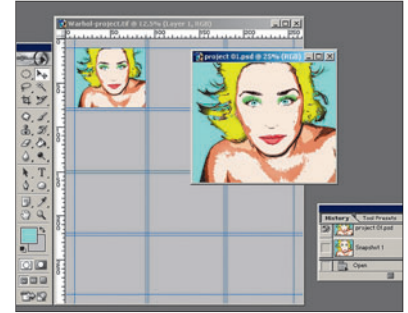 Warhol-project.tif @ 12.5% (Layer 1, RGB)
project 01.psd @ 25% (RGB)
History
Tool Presets
project 01.psd
Snapshot 1
Open